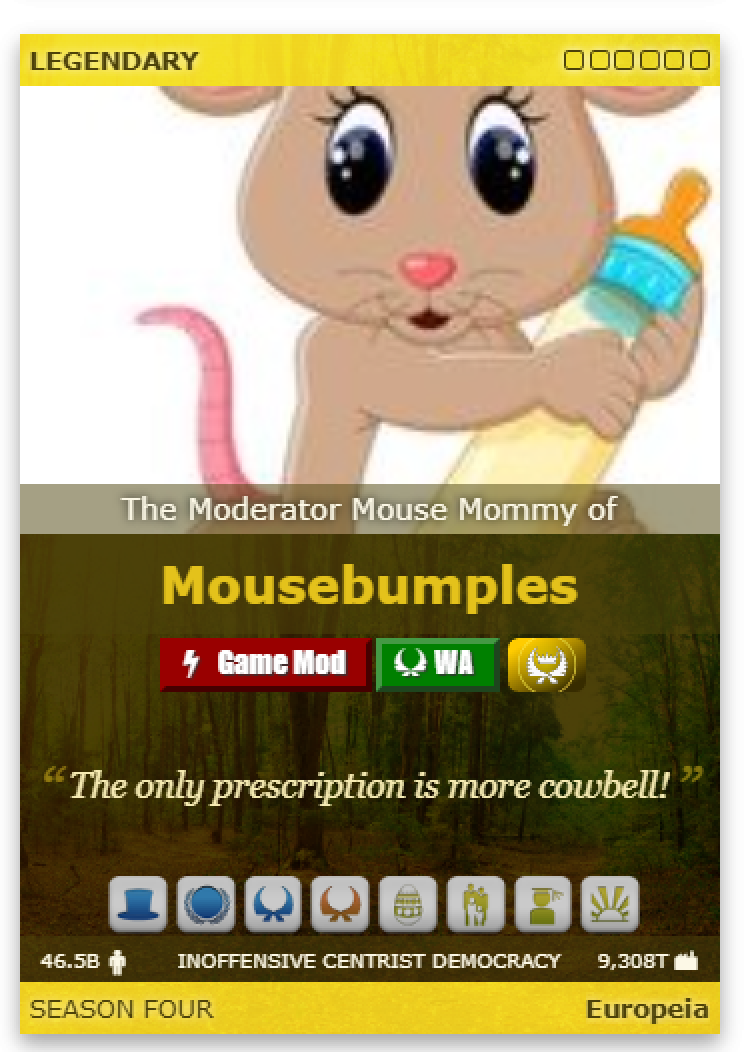 LEGENDARY
The Moderator Mouse Mommy of
Mousebumples
Game Mod WA
“The only prescription is more cowbell!”
46.5B INOFFENSIVE CENTRIST DEMOCRACY 9,308T
SEASON FOUR Europeia